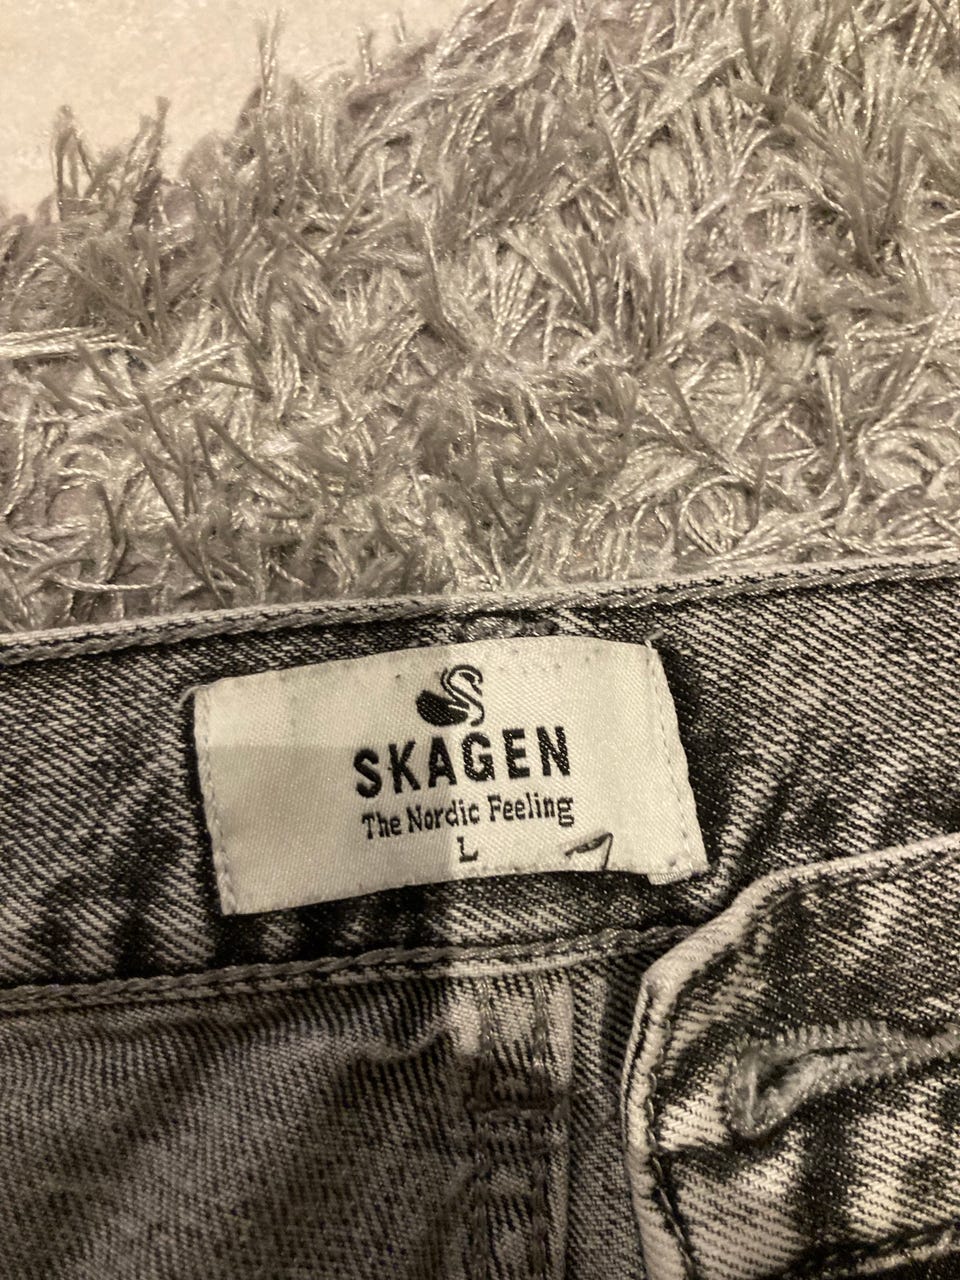 SKAGEN
The Nordic Feeling
L